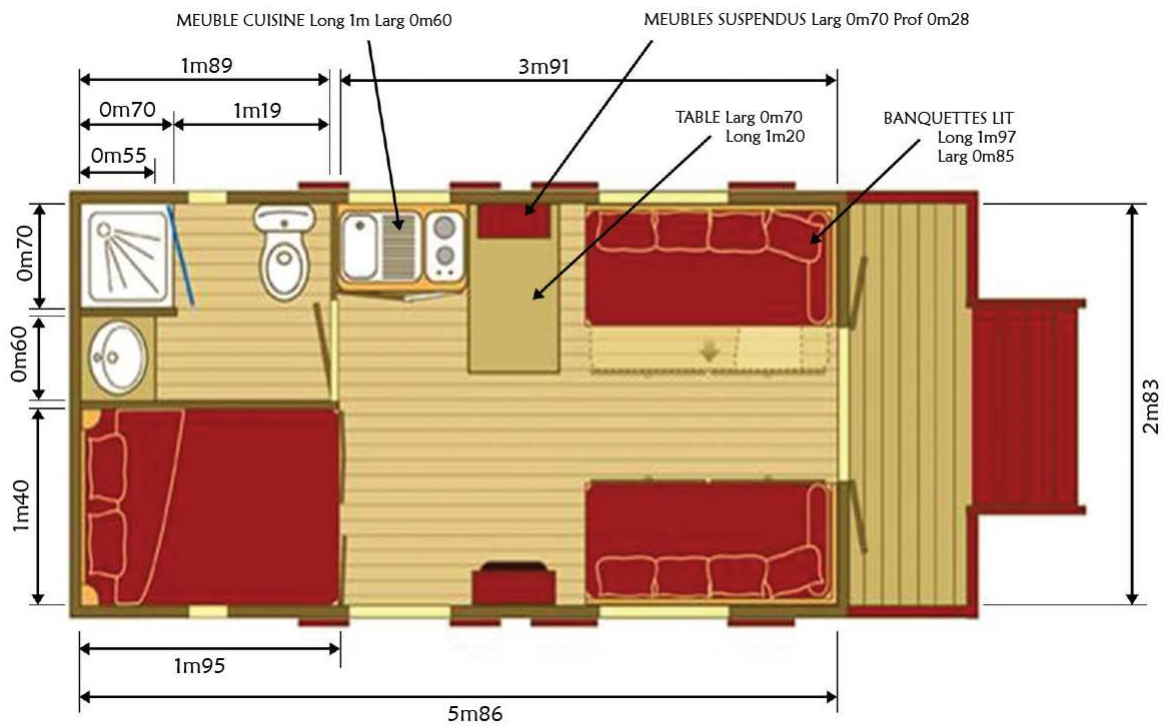 MEUBLE CUISINE Long 1m Larg 0m60
MEUBLES SUSPENDUS Larg 0m70 Prof 0m28
1m89
3m91
0m70
1m19
TABLE Larg 0m70
Long 1m20
BANQUETTES LIT
Long 1m97
Larg 0m85
0m55
0m70
0m60
1m40
2m83
1m95
5m86